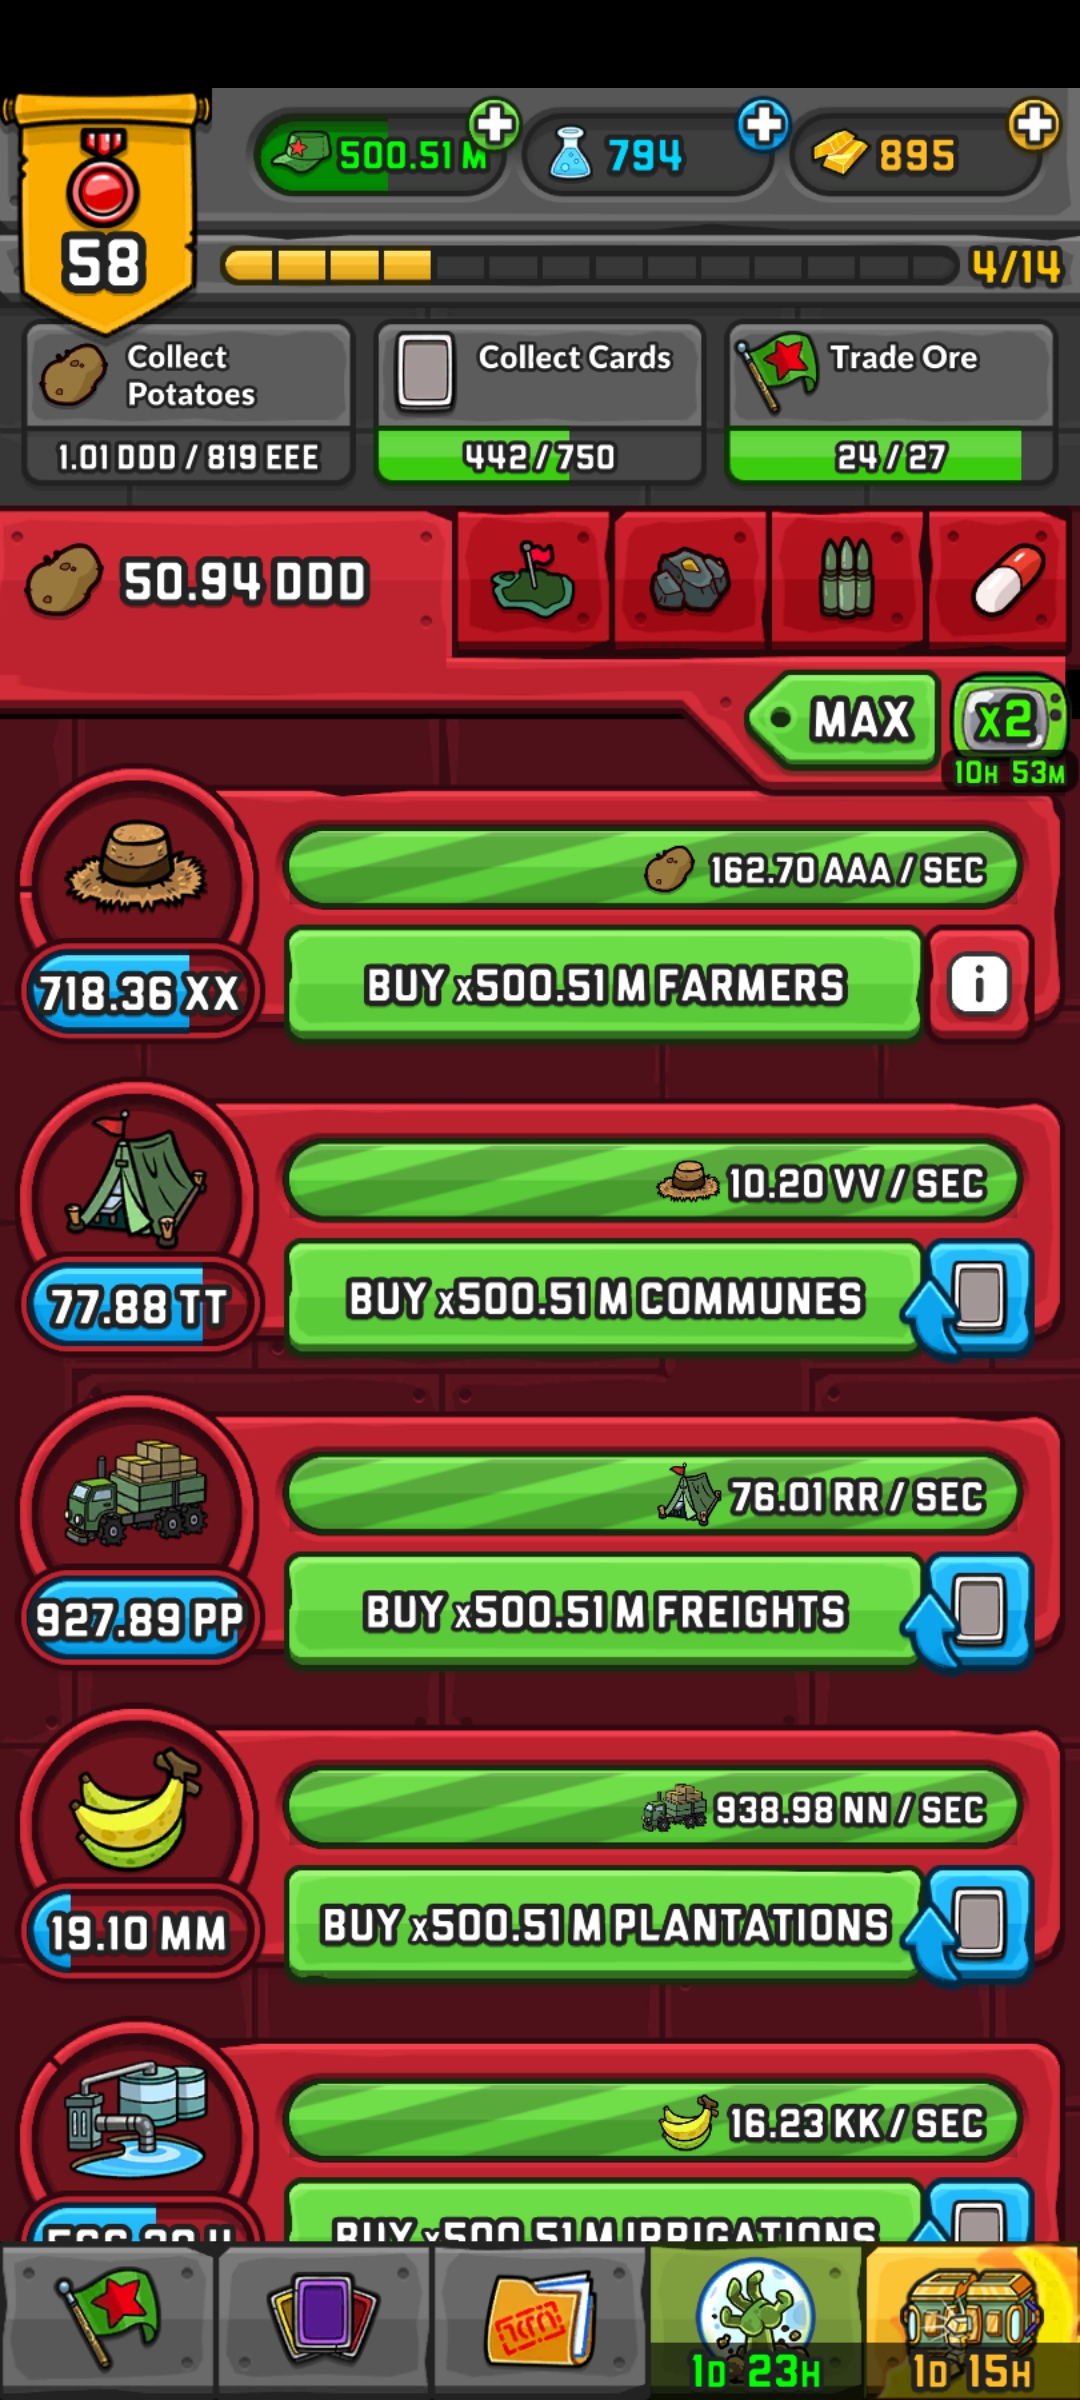 500.51 M
794
895
58
4/14
Collect
Potatoes
1.01 DDD / 819 EEE
Collect Cards
442 / 750
Trade Ore
24 / 27
50.94 DDD
MAX
x2
10H 53M
162.70 AAA / SEC
718.36 XX
BUY x500.51 M FARMERS
i
10.20 VV / SEC
77.88 TT
BUY x500.51 M COMMUNES
76.01 RR / SEC
927.89 PP
BUY x500.51 M FREIGHTS
938.98 NN / SEC
19.10 MM
BUY x500.51 M PLANTATIONS
16.23 KK / SEC
BUY x500.51 M IRRIGATIONS
1D 23H
1D 15H